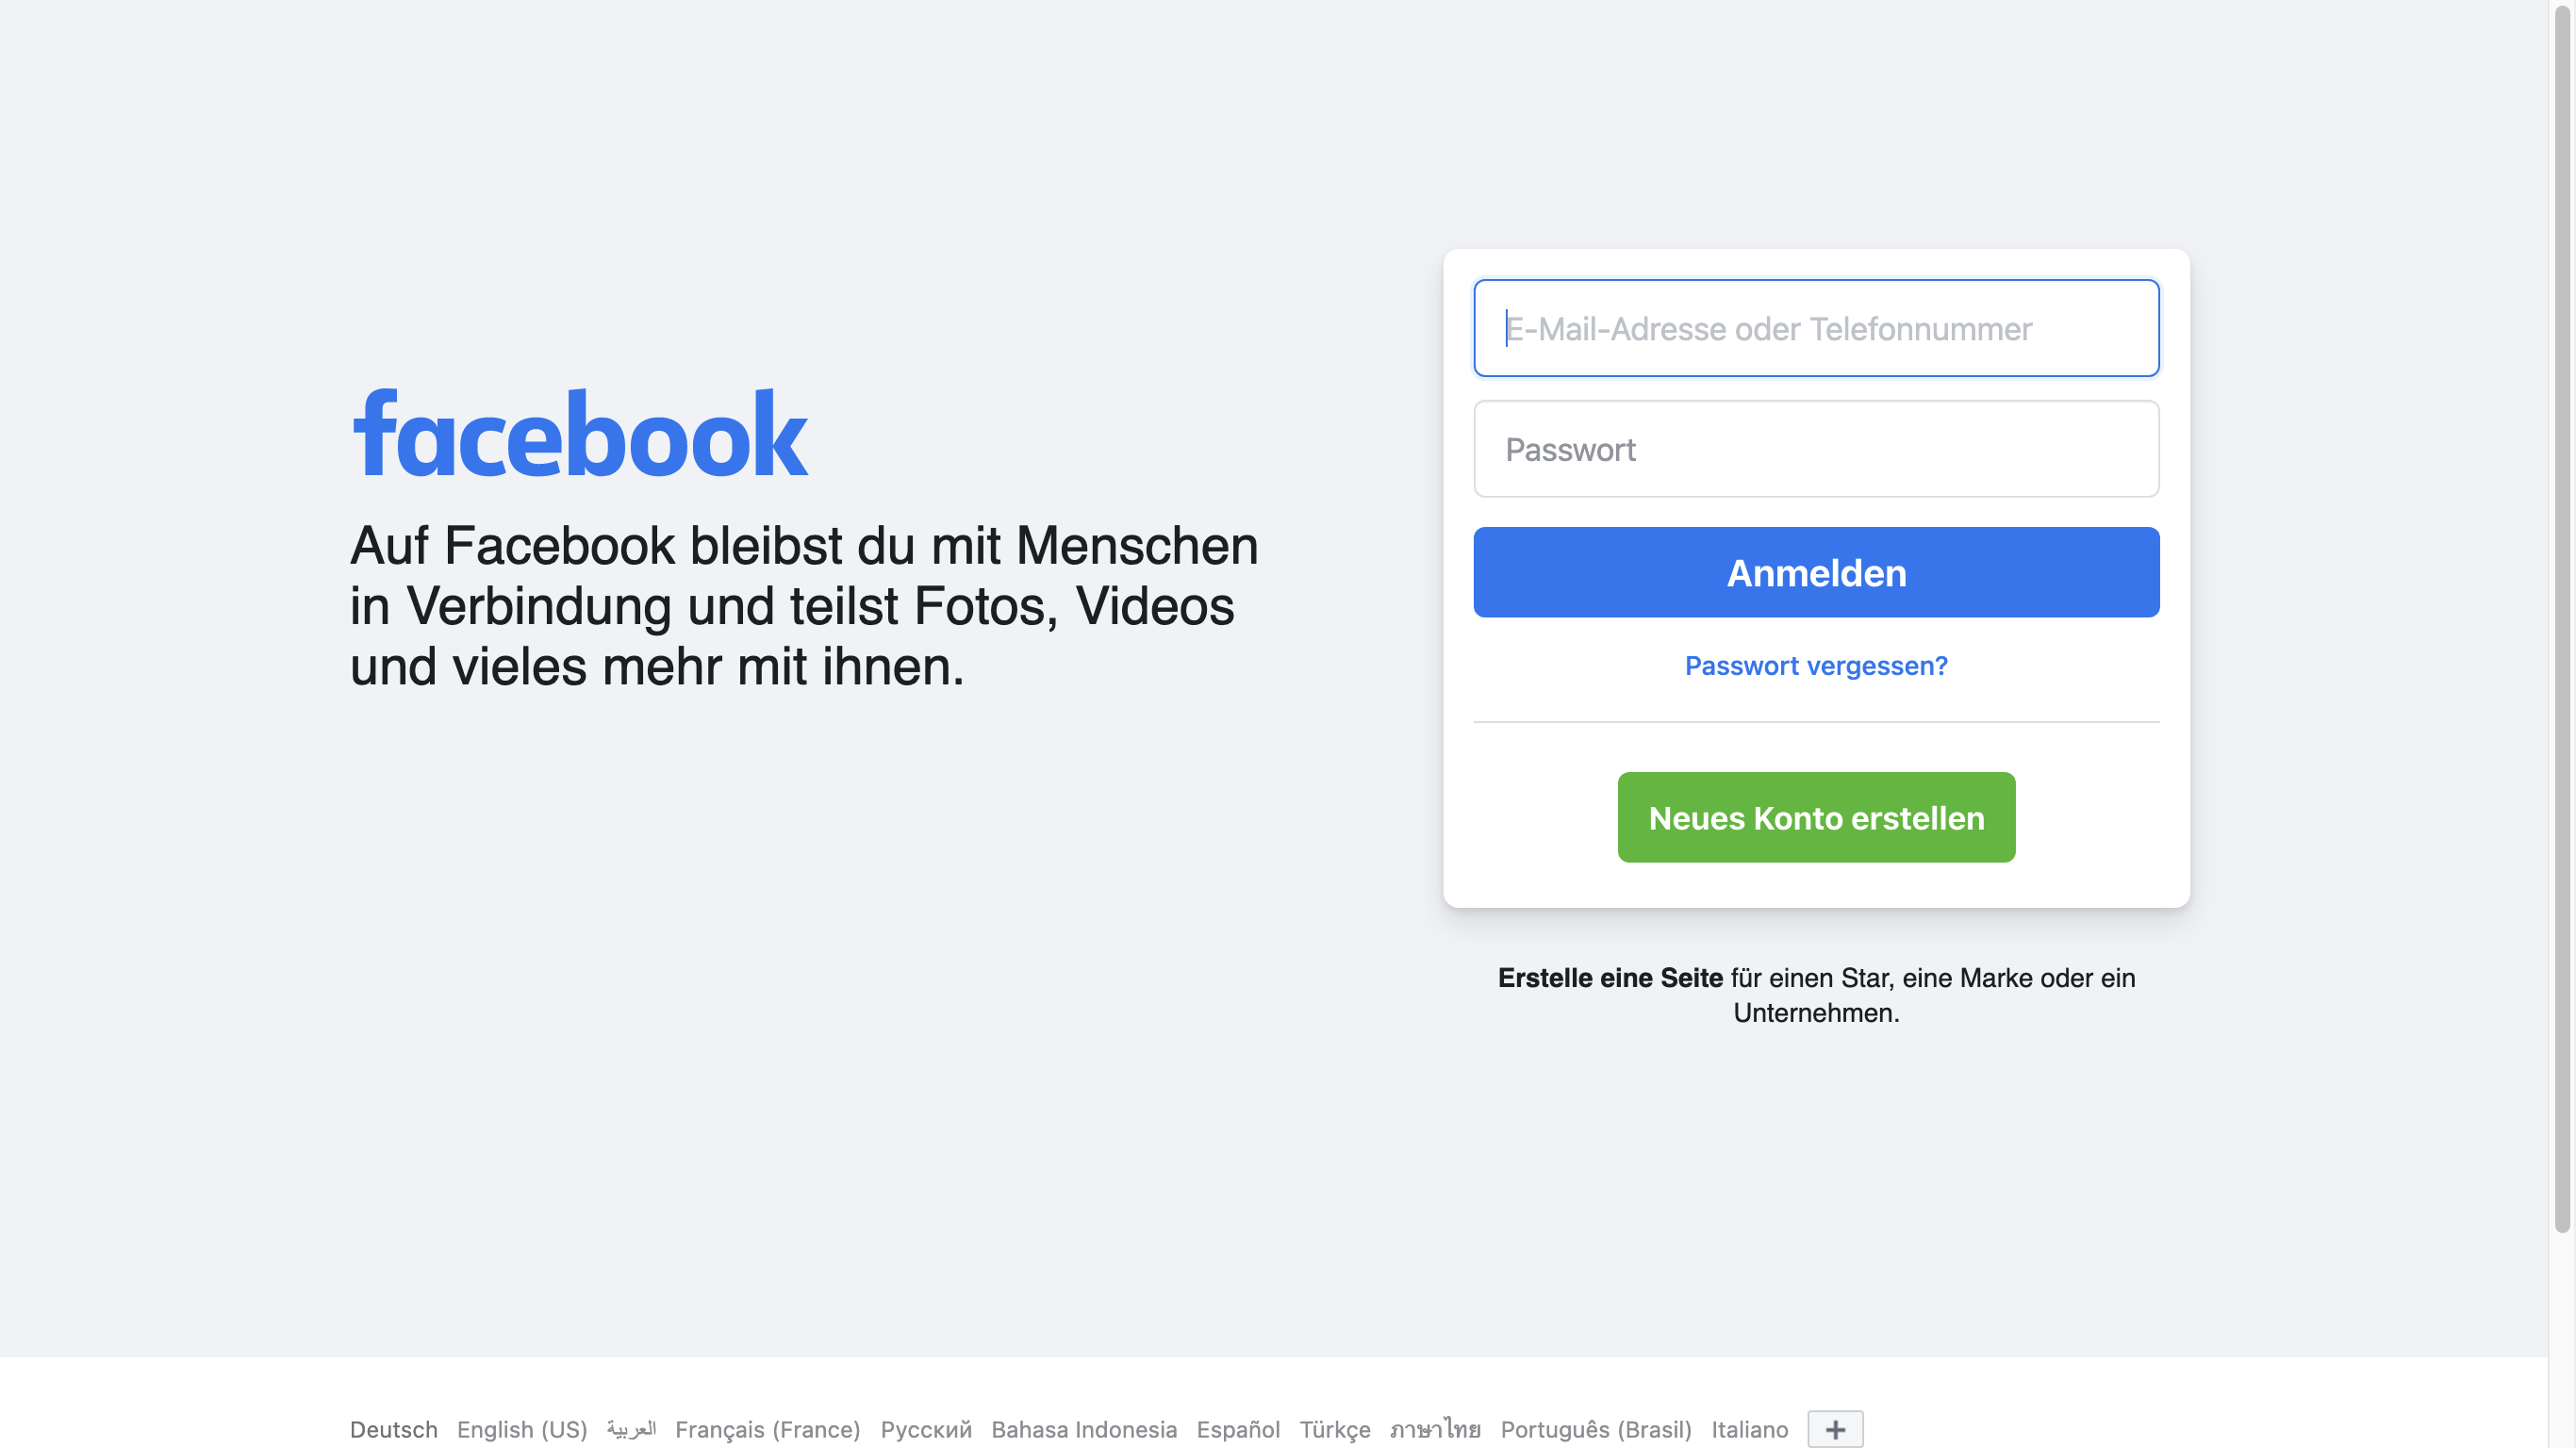 facebook
Auf Facebook bleibst du mit Menschen
in Verbindung und teilst Fotos, Videos
und vieles mehr mit ihnen.
E-Mail-Adresse oder Telefonnummer
Passwort
Anmelden
Passwort vergessen?
Neues Konto erstellen
Erstelle eine Seite für einen Star, eine Marke oder ein
Unternehmen.
Deutsch English (US) العربية Français (France) Русский Bahasa Indonesia Español Türkçe ภาษาไทย Português (Brasil) Italiano +